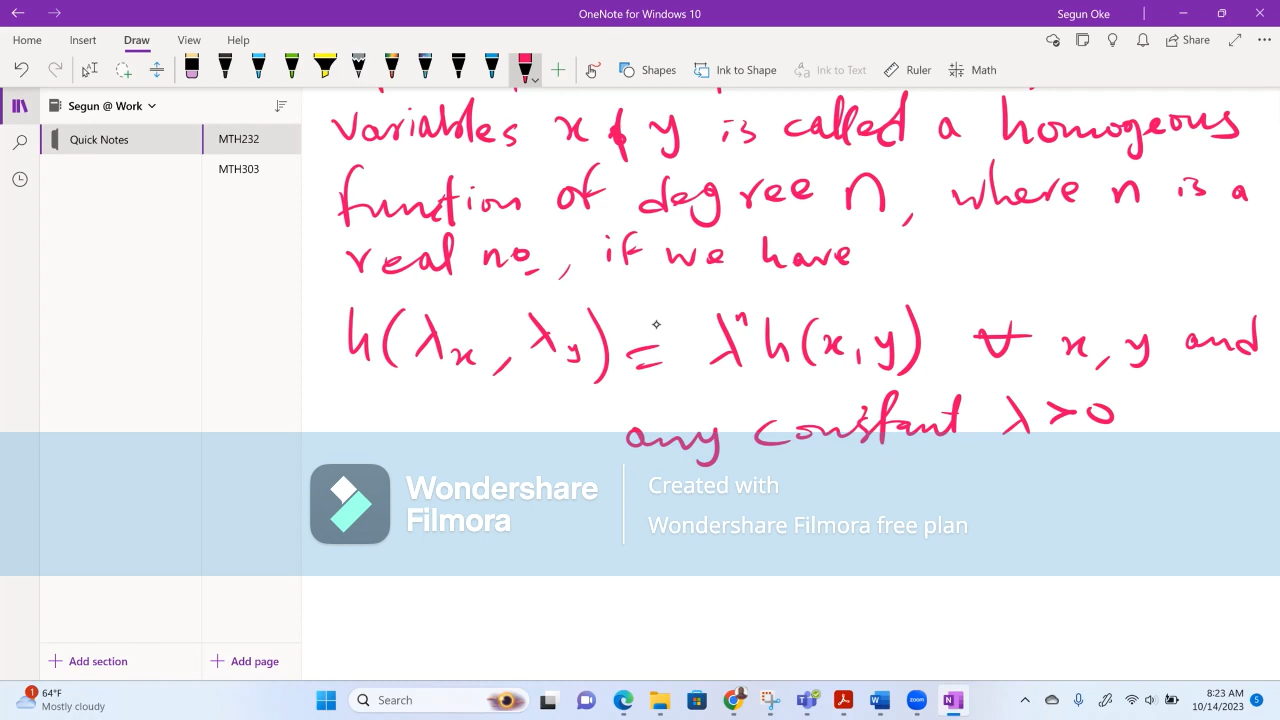 OneNote for Windows 10
Segun Oke
Home Insert Draw View Help
Share
Shapes
Ink to Shape
Ink to Text
Ruler
Math
Segun @ Work
Quick Notes
MTH232
MTH303
variables x & y is called a homogeous
function of degree n, where n is a
real no, if we have
h(λx, λy) = λⁿh(x, y) ∀ x, y and
any constant λ>0
Wondershare
Filmora
Created with
Wondershare Filmora free plan
+ Add section
+ Add page
1
64°F
Mostly cloudy
Search
zoom
8:23 AM
10/14/2023
5